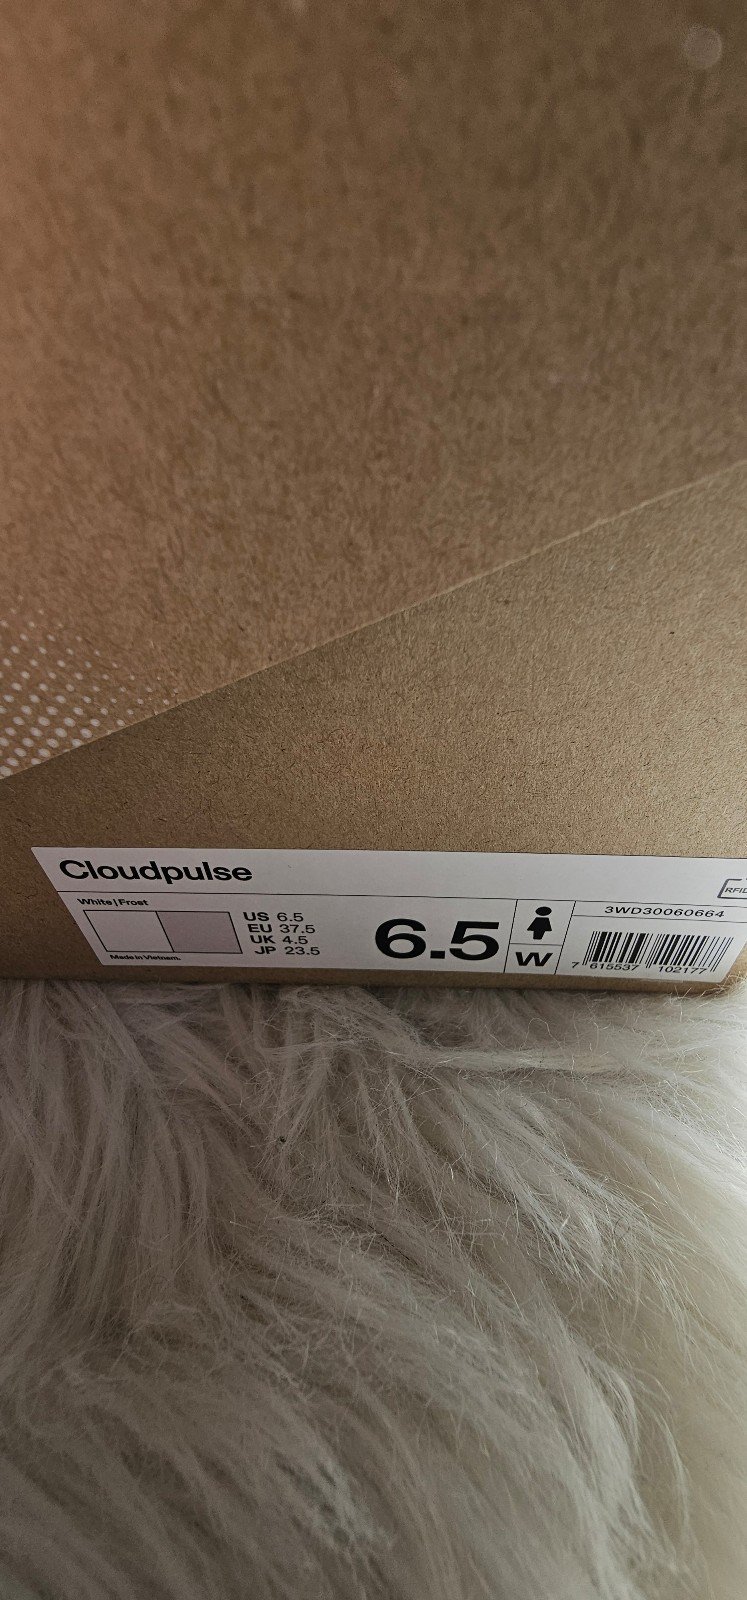 Cloudpulse
RFID
White|Frost
US 6.5
EU 37.5
UK 4.5
JP 23.5
Made in Vietnam.
6.5
W
3WD30060664
7 615537 102177